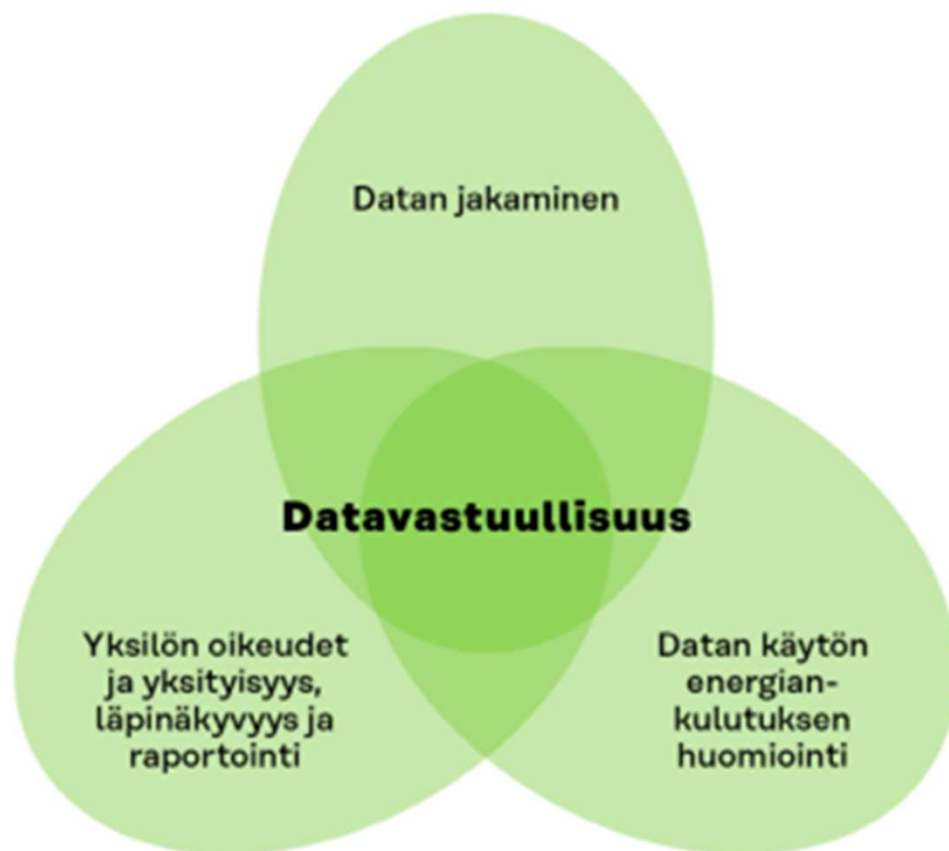 Datan jakaminen
Datavastuullisuus
Yksilön oikeudet
ja yksityisyys,
läpinäkyvyys ja
raportointi
Datan käytön
energian-
kulutuksen
huomiointi